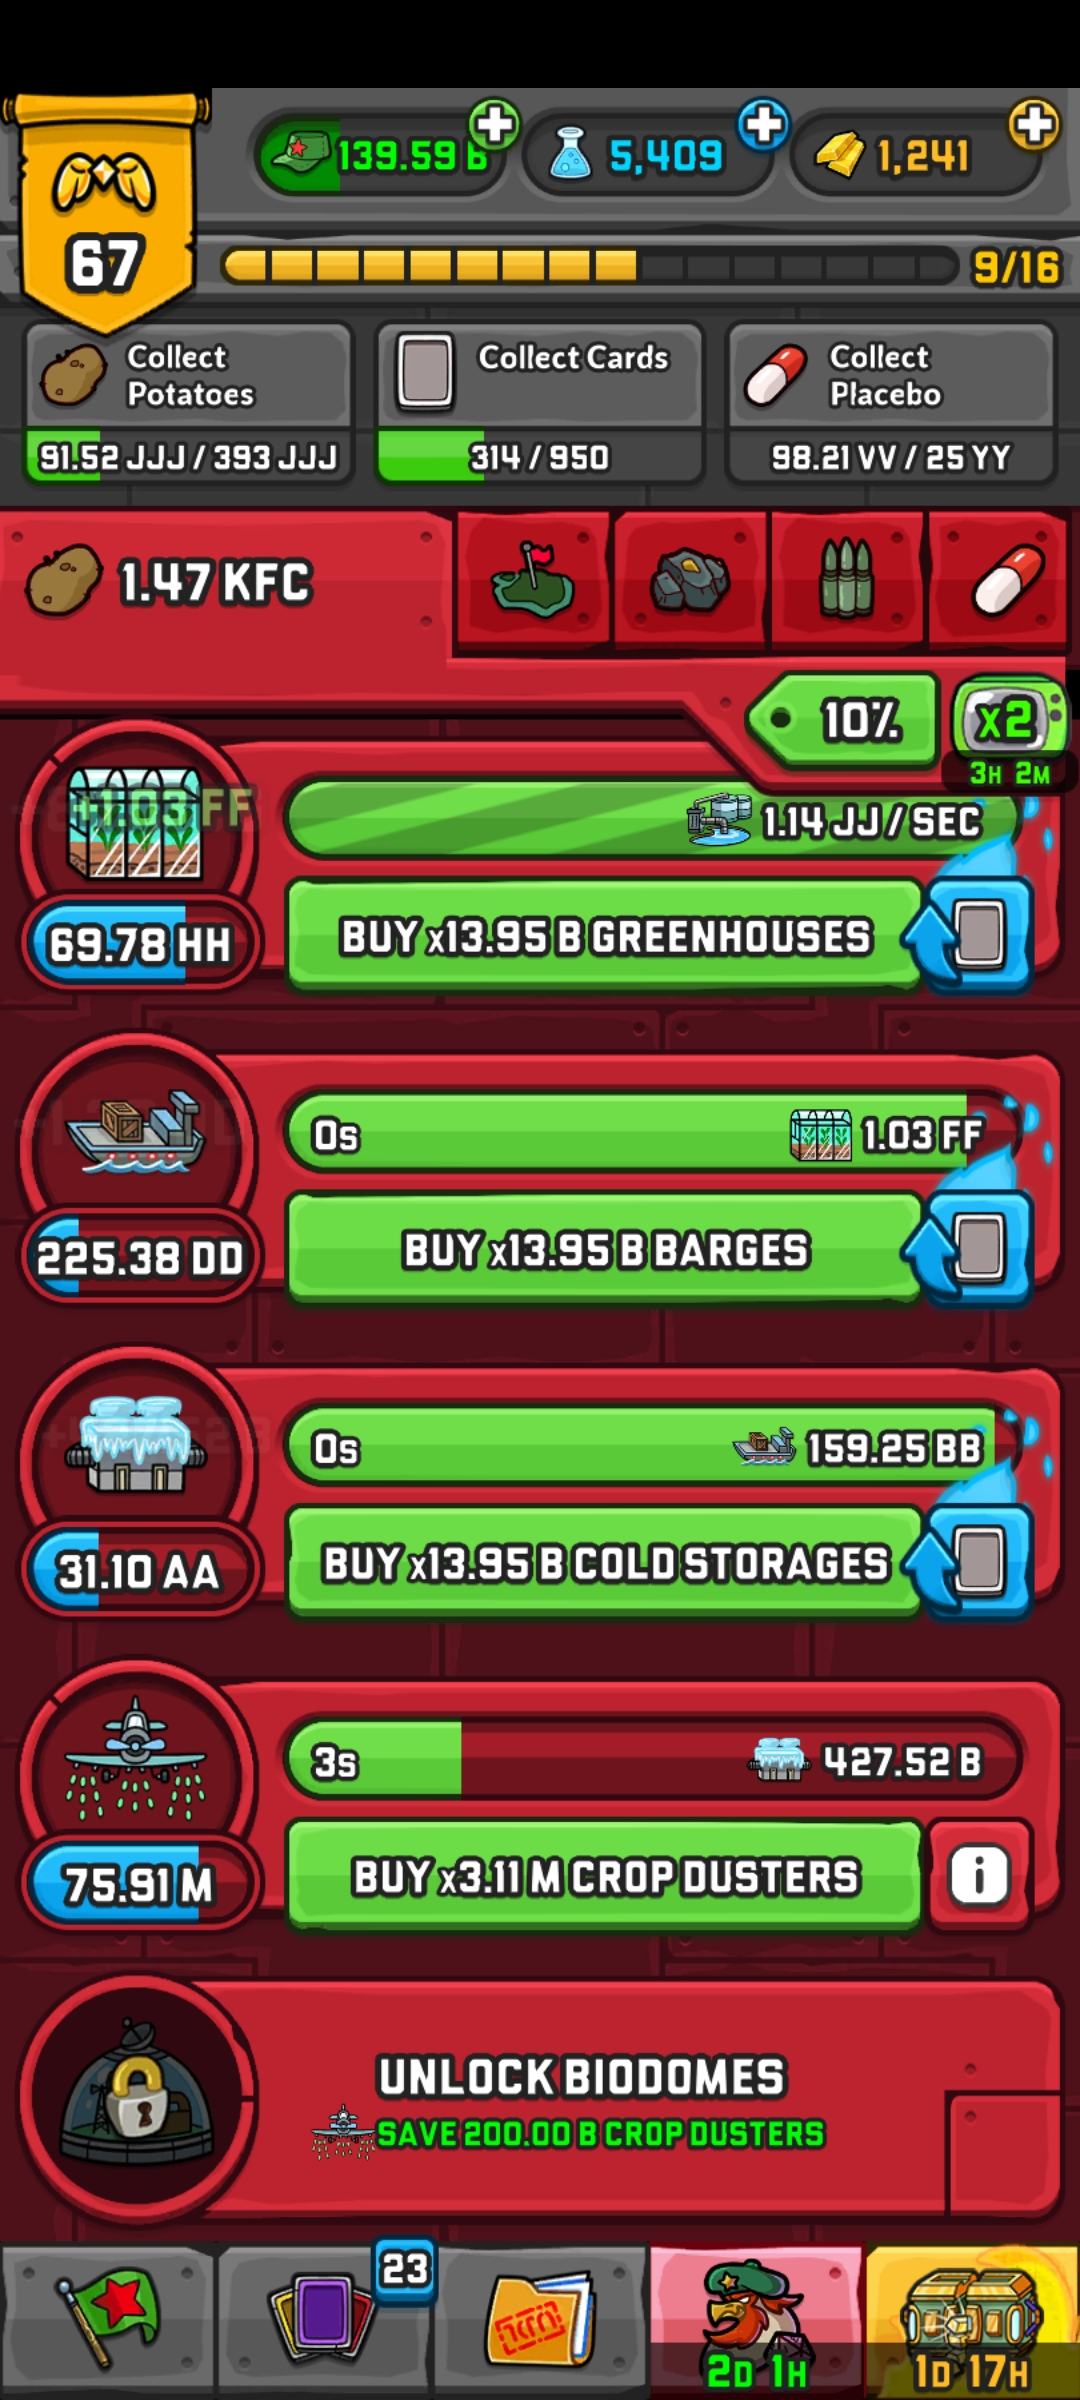 139.59 B
5,409
1,241
67
9/16
Collect
Potatoes
91.52 JJJ / 393 JJJ
Collect Cards
314 / 950
Collect
Placebo
98.21 VV / 25 YY
1.47 KFC
10%
x2
3H 2M
+1.03 FF
1.14 JJ / SEC
69.78 HH
BUY x13.95 B GREENHOUSES
0s
1.03 FF
225.38 DD
BUY x13.95 B BARGES
0s
159.25 BB
31.10 AA
BUY x13.95 B COLD STORAGES
3s
427.52 B
75.91 M
BUY x3.11 M CROP DUSTERS
i
UNLOCK BIODOMES
SAVE 200.00 B CROP DUSTERS
23
2D 1H
1D 17H